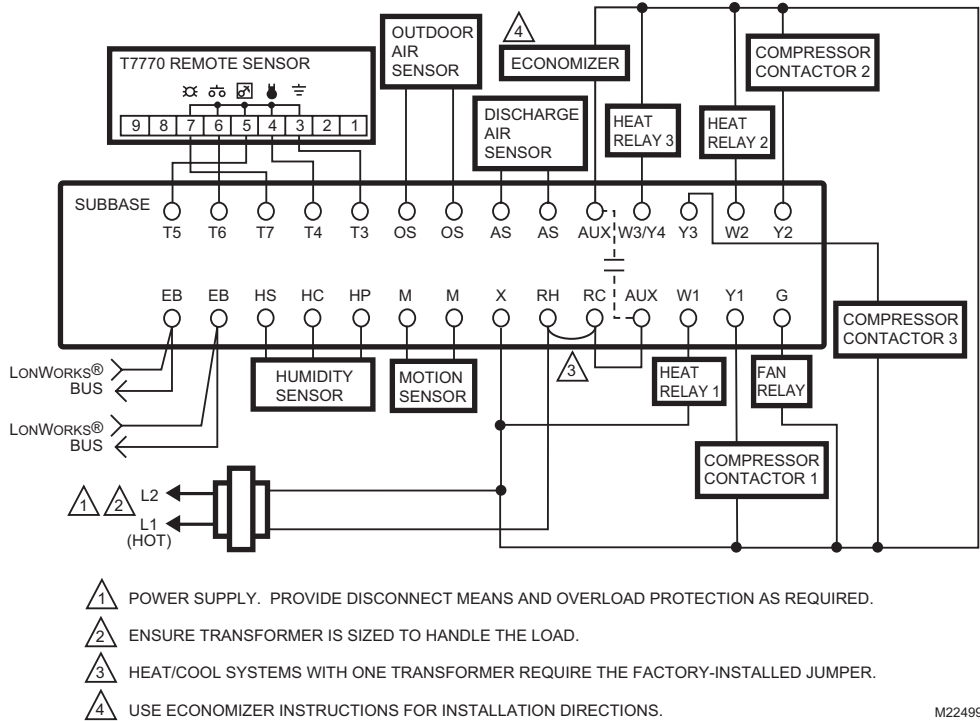 4
OUTDOOR
AIR
SENSOR
ECONOMIZER
COMPRESSOR
CONTACTOR 2
T7770 REMOTE SENSOR
9 8 7 6 5 4 3 2 1
DISCHARGE
AIR
SENSOR
HEAT
RELAY 3
HEAT
RELAY 2
SUBBASE
T5 T6 T7 T4 T3 OS OS AS AS AUX W3/Y4 Y3 W2 Y2
EB EB HS HC HP M M X RH RC AUX W1 Y1 G
COMPRESSOR
CONTACTOR 3
LONWORKS®
BUS
LONWORKS®
BUS
HUMIDITY
SENSOR
MOTION
SENSOR
3
HEAT
RELAY 1
FAN
RELAY
COMPRESSOR
CONTACTOR 1
1 2 L2
L1
(HOT)
1 POWER SUPPLY. PROVIDE DISCONNECT MEANS AND OVERLOAD PROTECTION AS REQUIRED.
2 ENSURE TRANSFORMER IS SIZED TO HANDLE THE LOAD.
3 HEAT/COOL SYSTEMS WITH ONE TRANSFORMER REQUIRE THE FACTORY-INSTALLED JUMPER.
4 USE ECONOMIZER INSTRUCTIONS FOR INSTALLATION DIRECTIONS.
M22499